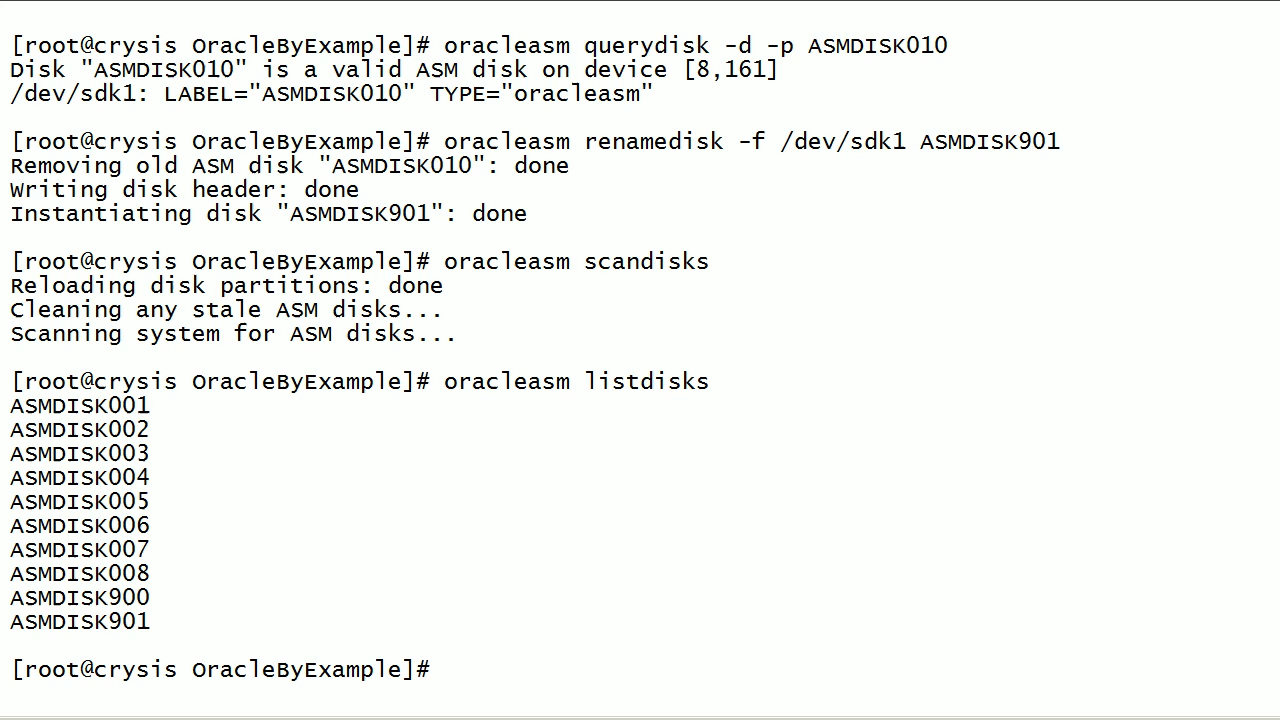 [root@crysis OracleByExample]# oracleasm querydisk -d -p ASMDISK010
Disk "ASMDISK010" is a valid ASM disk on device [8,161]
/dev/sdk1: LABEL="ASMDISK010" TYPE="oracleasm"
[root@crysis OracleByExample]# oracleasm renamedisk -f /dev/sdk1 ASMDISK901
Removing old ASM disk "ASMDISK010": done
Writing disk header: done
Instantiating disk "ASMDISK901": done
[root@crysis OracleByExample]# oracleasm scandisks
Reloading disk partitions: done
Cleaning any stale ASM disks...
Scanning system for ASM disks...
[root@crysis OracleByExample]# oracleasm listdisks
ASMDISK001
ASMDISK002
ASMDISK003
ASMDISK004
ASMDISK005
ASMDISK006
ASMDISK007
ASMDISK008
ASMDISK900
ASMDISK901
[root@crysis OracleByExample]#